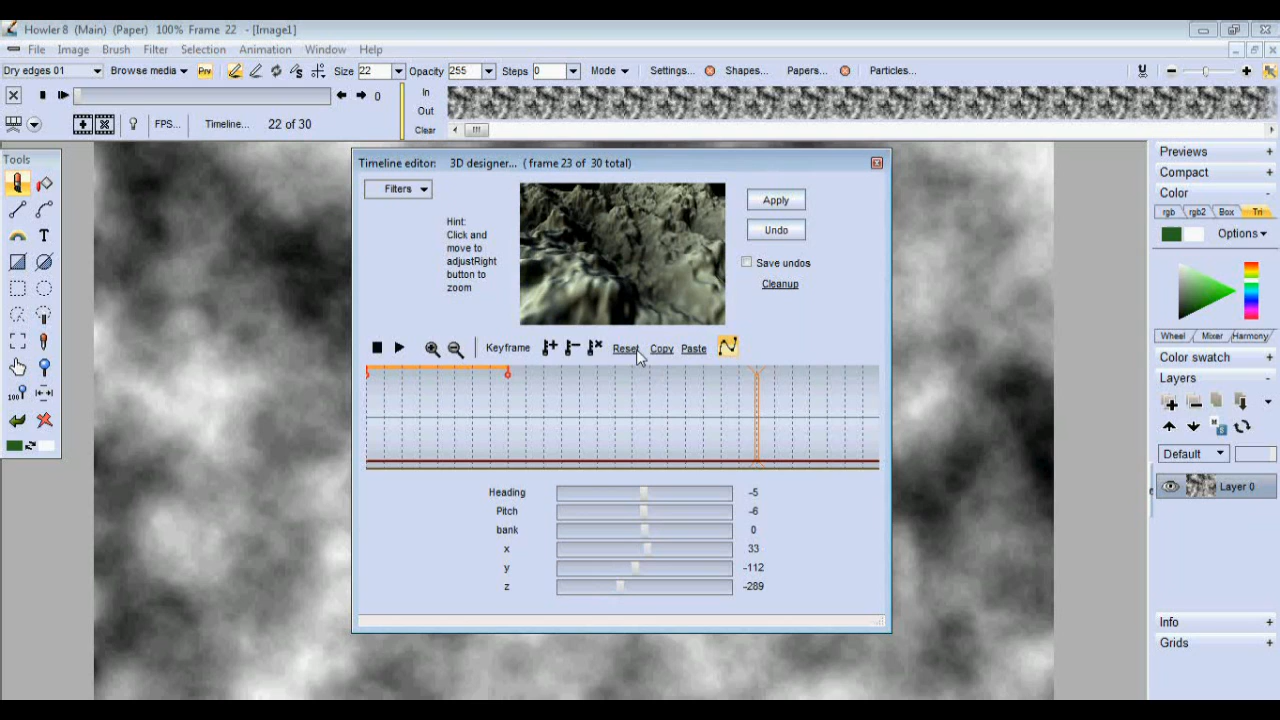 Howler 8 (Main) (Paper) 100% Frame 22 - [Image1]
File Image Brush Filter Selection Animation Window Help
Dry edges 01 Browse media Prv Size 22 Opacity 255 Steps 0 Mode Settings... Shapes... Papers... Particles...
0 In
Out
FPS... Timeline... 22 of 30 Clear
Tools
T
100
Timeline editor: 3D designer... ( frame 23 of 30 total)
Filters
Hint:
Click and
move to
adjustRight
button to
zoom
Apply
Undo
Save undos
Cleanup
Keyframe Reset Copy Paste
Heading -5
Pitch -6
bank 0
x 33
y -112
z -289
Previews +
Compact +
Color -
rgb rgb2 Box Tri
Options
Wheel Mixer Harmony
Color swatch +
Layers -
Default
Layer 0
Info +
Grids +